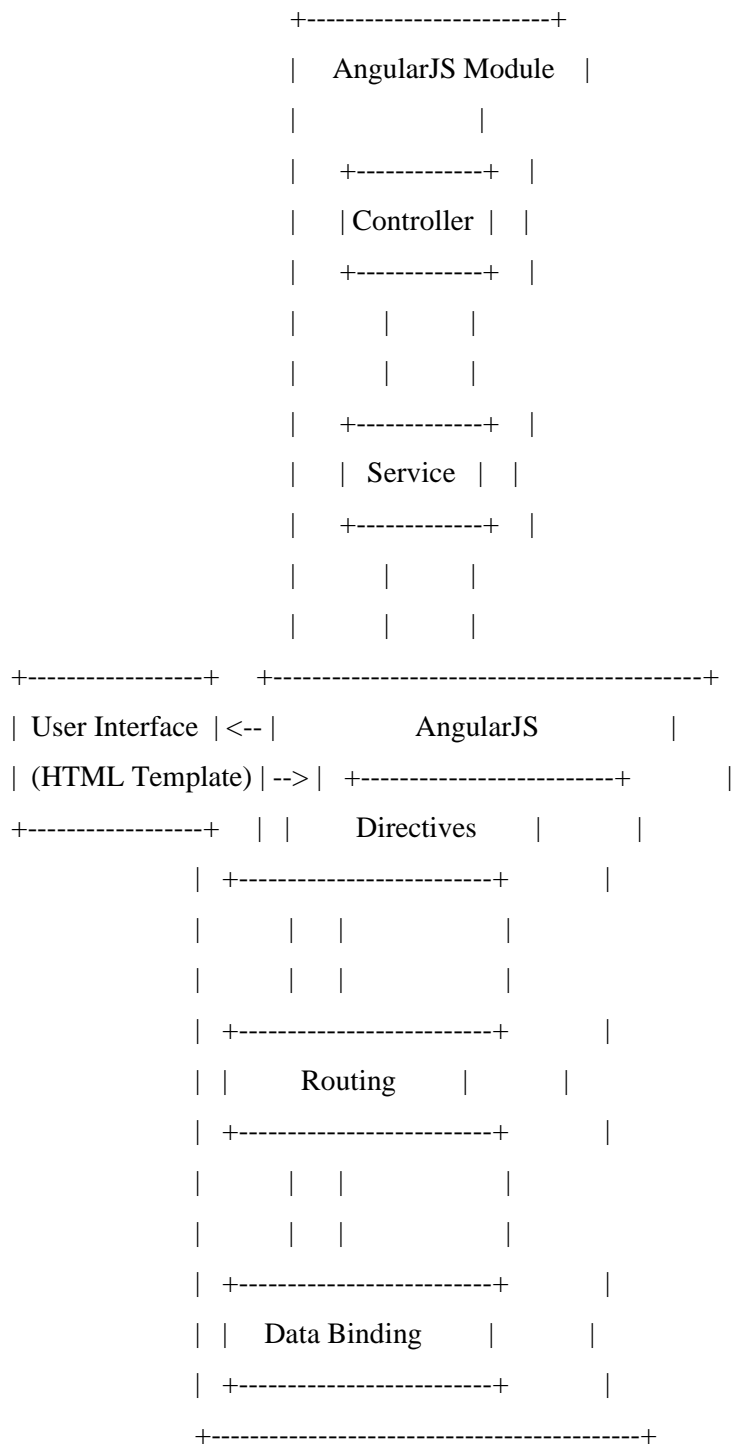 +-------------------------+
| AngularJS Module |
| |
| +-------------+ |
| | Controller | |
| +-------------+ |
| | |
| | |
| +-------------+ |
| | Service | |
| +-------------+ |
| | |
| | |
+------------------+ +--------------------------------------------+
| User Interface | <-- | AngularJS |
| (HTML Template) | --> | +--------------------------+ |
+------------------+ | | Directives | |
| +--------------------------+ |
| | | |
| | | |
| +--------------------------+ |
| | Routing | |
| +--------------------------+ |
| | | |
| | | |
| +--------------------------+ |
| | Data Binding | |
| +--------------------------+ |
+--------------------------------------------+